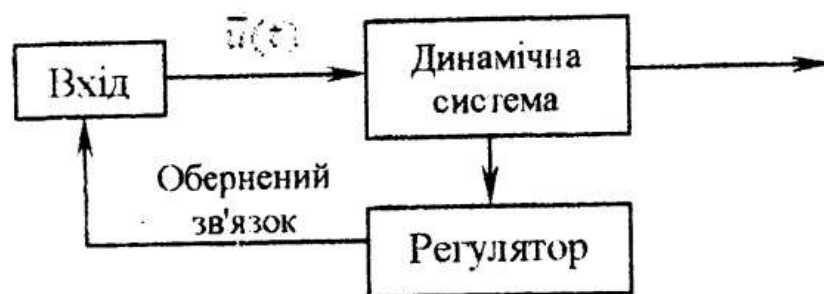 ū(t)
Вхід
Динамічна
система
Обернений
зв'язок
Регулятор